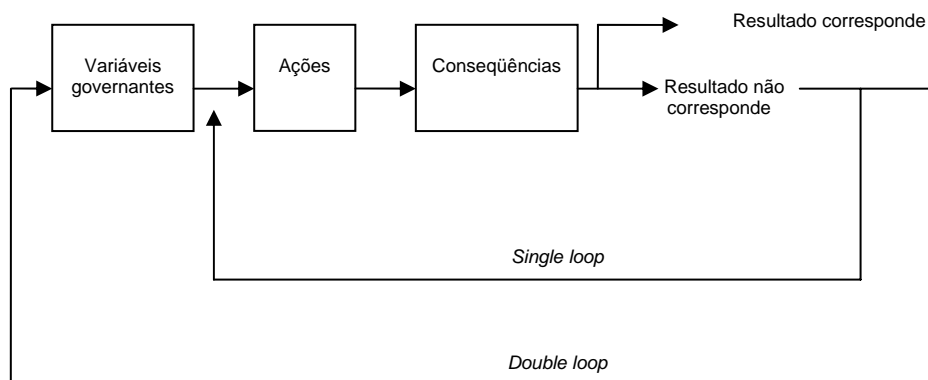 Resultado corresponde
Variáveis
governantes
Ações
Conseqüências
Resultado não
corresponde
Single loop
Double loop